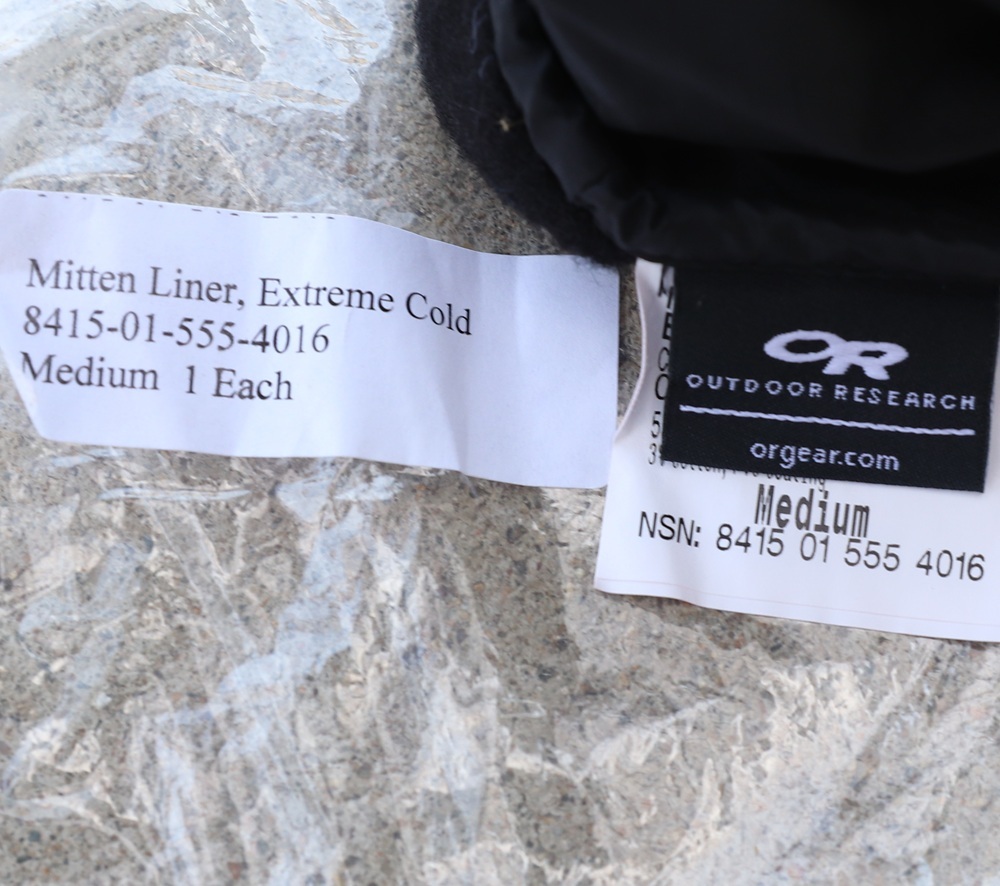 Mitten Liner, Extreme Cold
8415-01-555-4016
Medium 1 Each
OR
OUTDOOR RESEARCH
orgear.com
Medium
NSN: 8415 01 555 4016